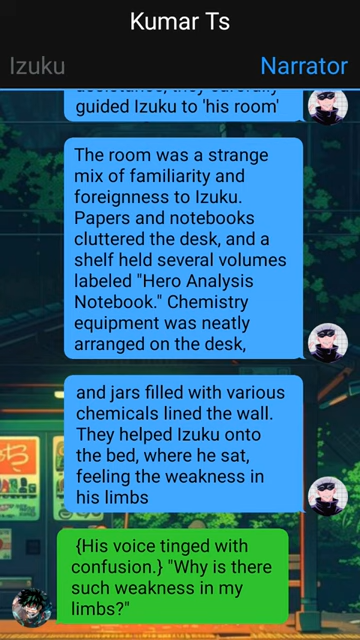 Kumar Ts
Izuku
Narrator
assistance, they carefully
guided Izuku to 'his room'
The room was a strange
mix of familiarity and
foreignness to Izuku.
Papers and notebooks
cluttered the desk, and a
shelf held several volumes
labeled "Hero Analysis
Notebook." Chemistry
equipment was neatly
arranged on the desk,
and jars filled with various
chemicals lined the wall.
They helped Izuku onto
the bed, where he sat,
feeling the weakness in
his limbs
{His voice tinged with
confusion.} "Why is there
such weakness in my
limbs?"